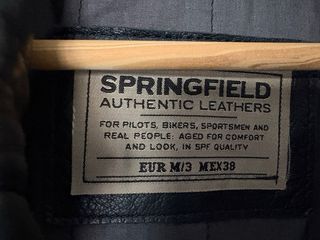 SPRINGFIELD
AUTHENTIC LEATHERS
FOR PILOTS, BIKERS, SPORTSMEN AND
REAL PEOPLE: AGED FOR COMFORT
AND LOOK, IN SPF QUALITY
EUR M/3 MEX38